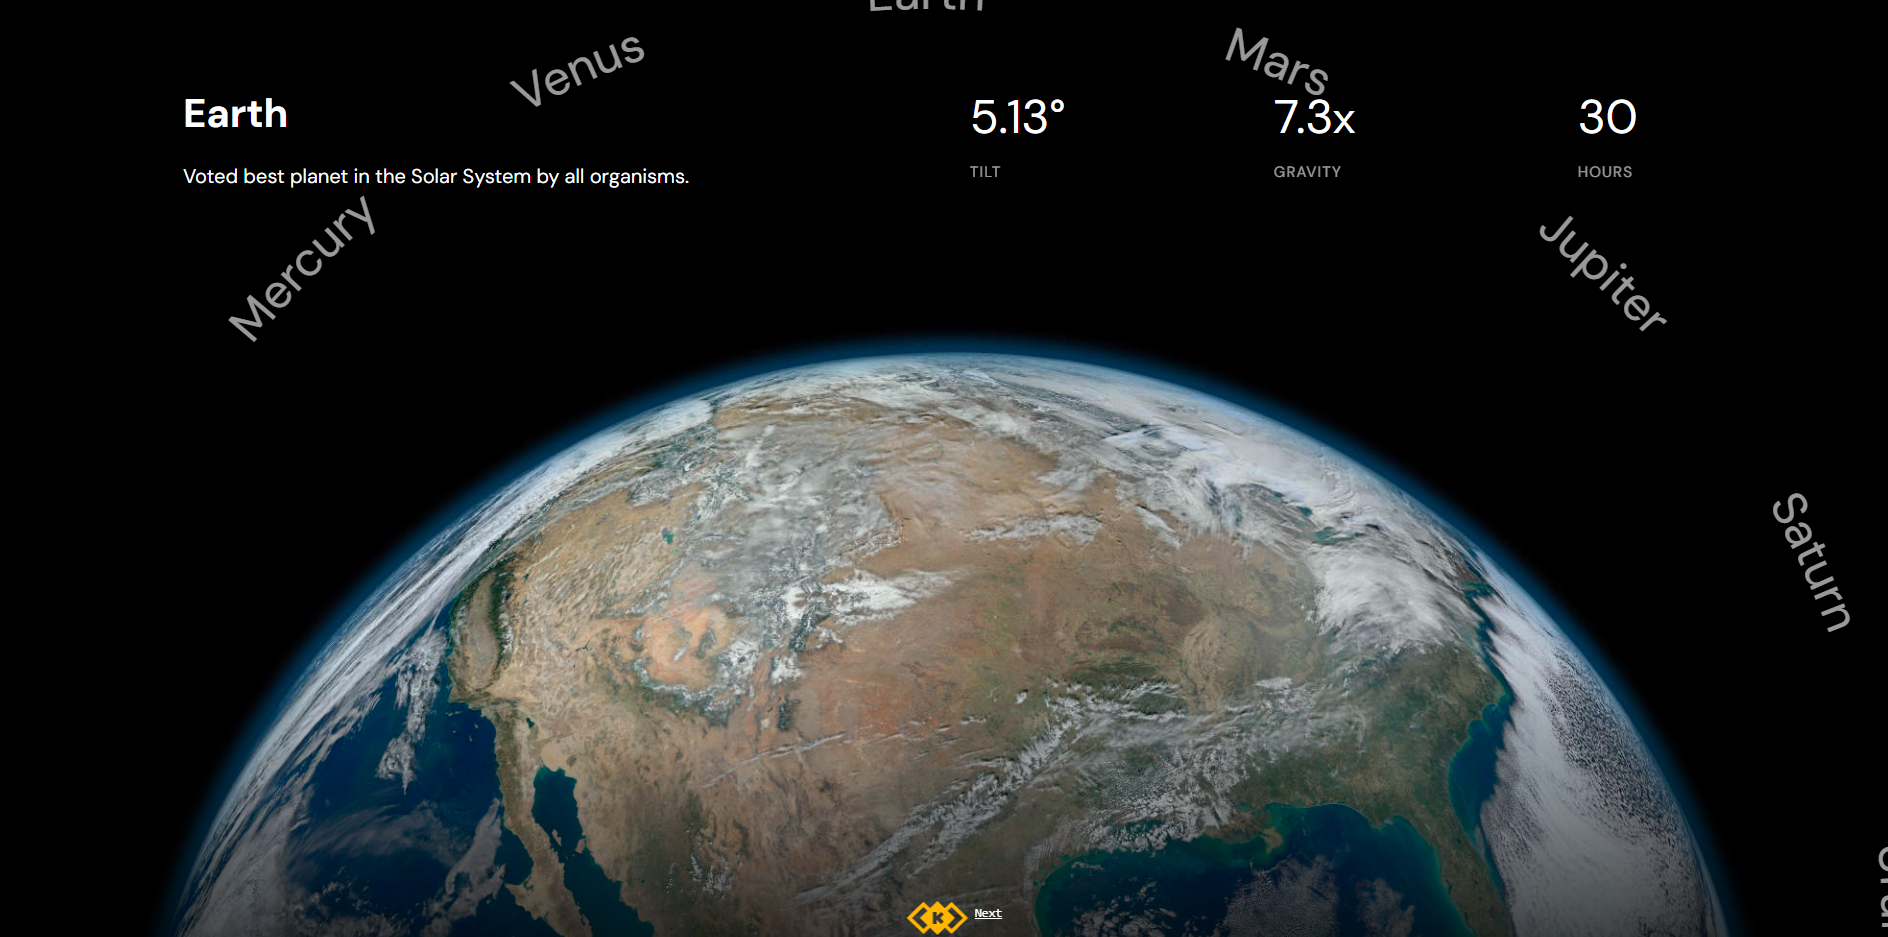 Earth
Venus
Mars
Earth
Voted best planet in the Solar System by all organisms.
5.13°
TILT
7.3x
GRAVITY
30
HOURS
Mercury
Jupiter
Saturn
K
Next